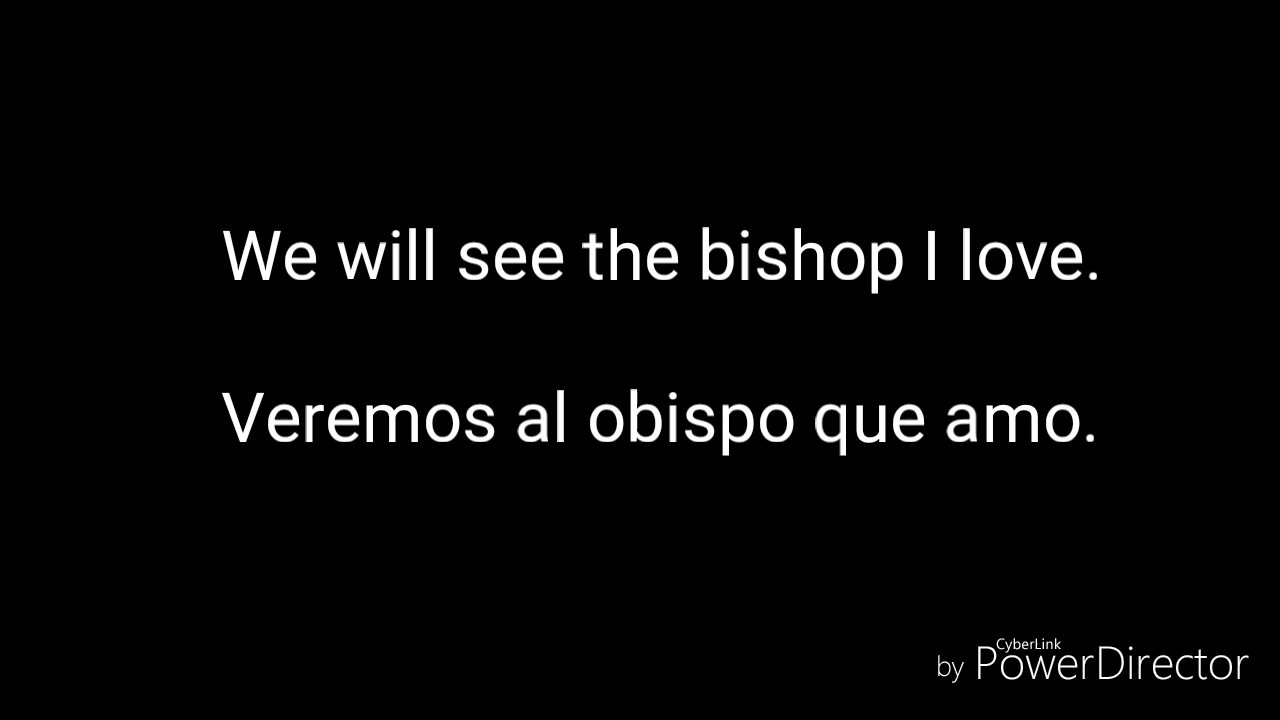 We will see the bishop I love.
Veremos al obispo que amo.
CyberLink
by PowerDirector